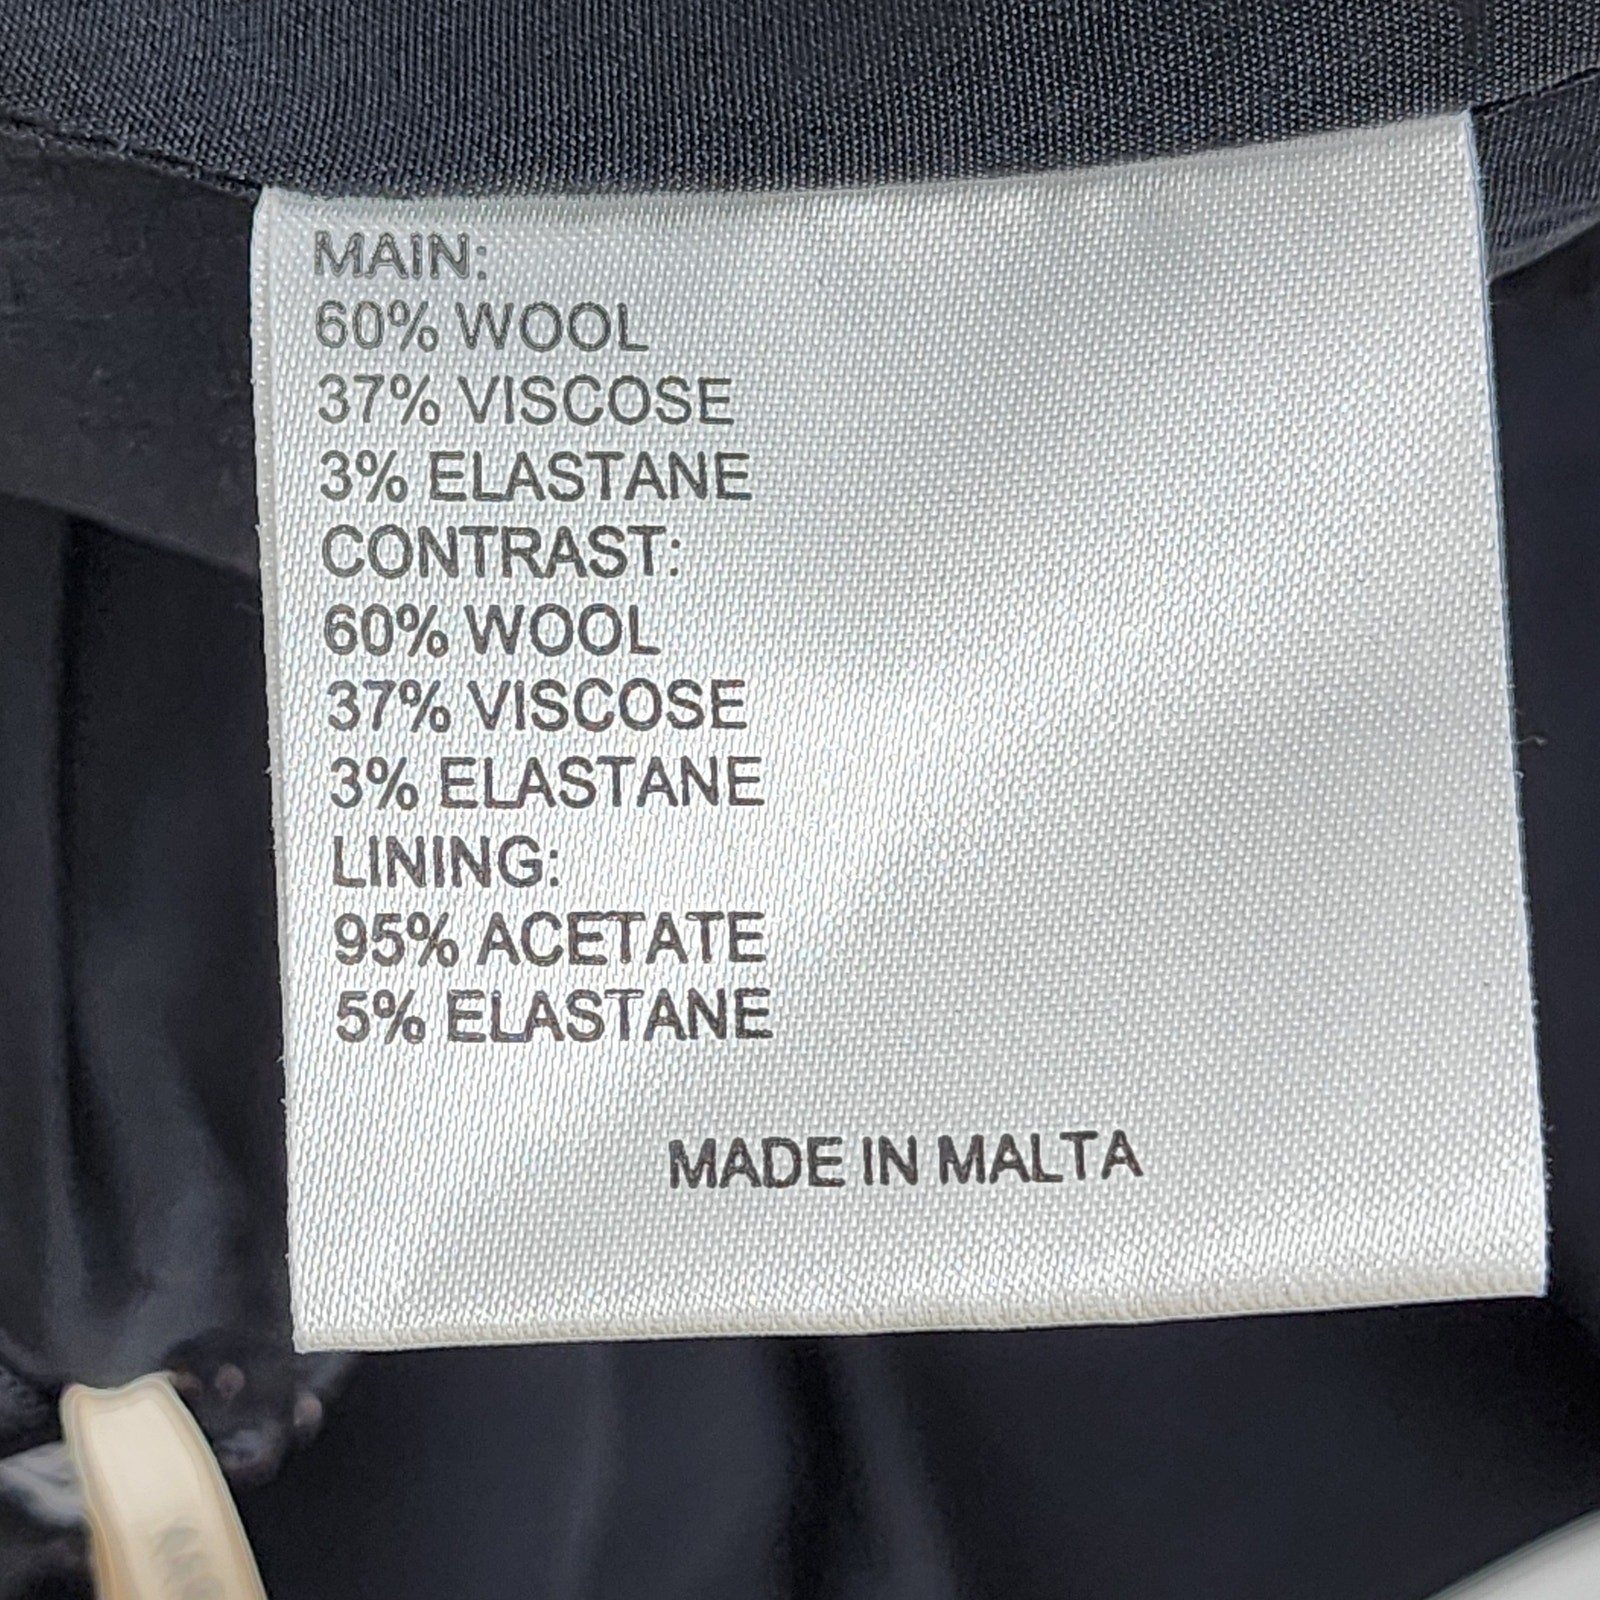 MAIN:
60% WOOL
37% VISCOSE
3% ELASTANE
CONTRAST:
60% WOOL
37% VISCOSE
3% ELASTANE
LINING:
95% ACETATE
5% ELASTANE
MADE IN MALTA